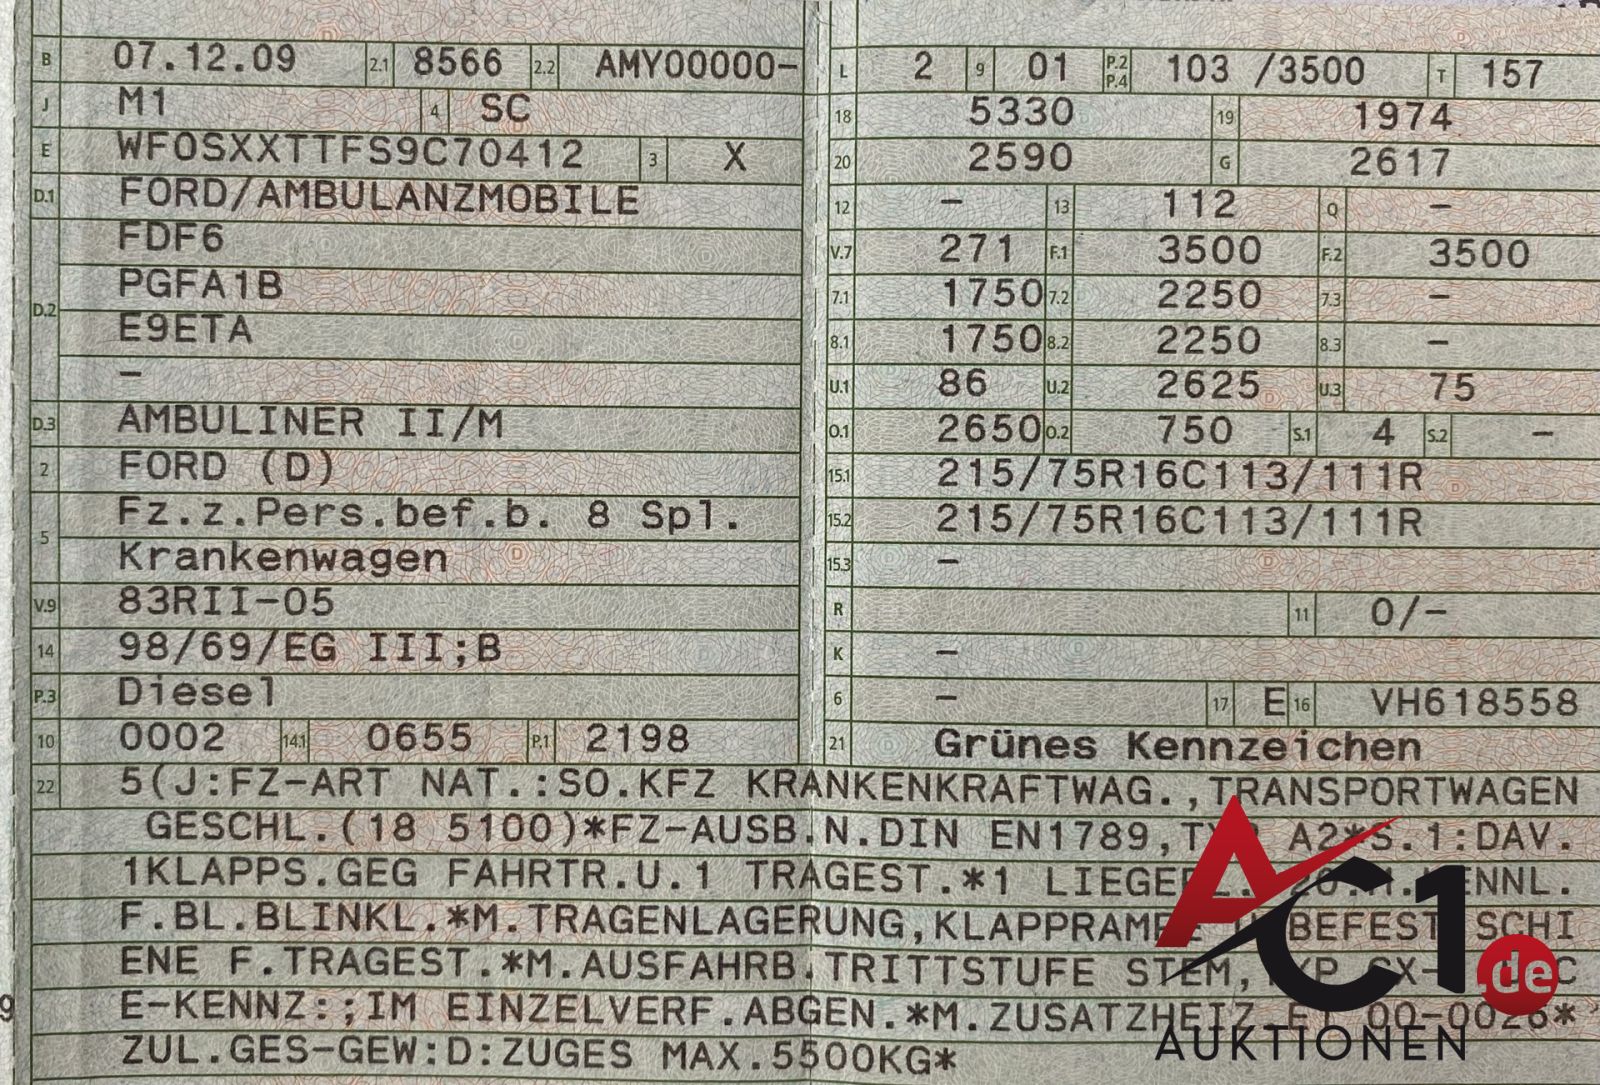 B 07.12.09 2.1 8566 2.2 AMY00000-
J M1 4 SC
E WF0SXXTTFS9C70412 3 X
D.1 FORD/AMBULANZMOBILE
FDF6
PGFA1B
D.2
E9ETA
–
D.3 AMBULINER II/M
2 FORD (D)
Fz.z.Pers.bef.b. 8 Spl.
5
Krankenwagen
V.9 83RII-05
14 98/69/EG III;B
P.3 Diesel
10 0002 14.1 0655 P.1 2198
L 2 9 01 P.2 P.4 103 /3500 T 157
18 5330 19 1974
20 2590 G 2617
12 – 13 112 Q –
V.7 271 F.1 3500 F.2 3500
7.1 1750 7.2 2250 7.3 –
8.1 1750 8.2 2250 8.3 –
U.1 86 U.2 2625 U.3 75
O.1 2650 O.2 750 S.1 4 S.2 –
15.1 215/75R16C113/111R
15.2 215/75R16C113/111R
15.3 –
R 11 0/–
K –
6 – 17 E 16 VH618558
21 Grünes Kennzeichen
22 5(J:FZ-ART NAT.:SO.KFZ KRANKENKRAFTWAG.,TRANSPORTWAGEN
GESCHL.(18 5100)*FZ-AUSB.N.DIN EN1789,TYP A2*S.1:DAV.
1KLAPPS.GEG FAHRTR.U.1 TRAGEST.*1
F.BL.BLINKL.*M.TRAGENLAGERUNG, BEFEST SCHI
ENE F.TRAGEST.*M.AUSFAHRB.TRITTSTUFE STEM,
E-KENNZ:;IM EINZELVERF.ABGEN.*M.ZUSATZHEIZ 00-0026*
ZUL.GES-GEW:D:ZUGES MAX.5500KG*
9
AC1.de
AUKTIONEN